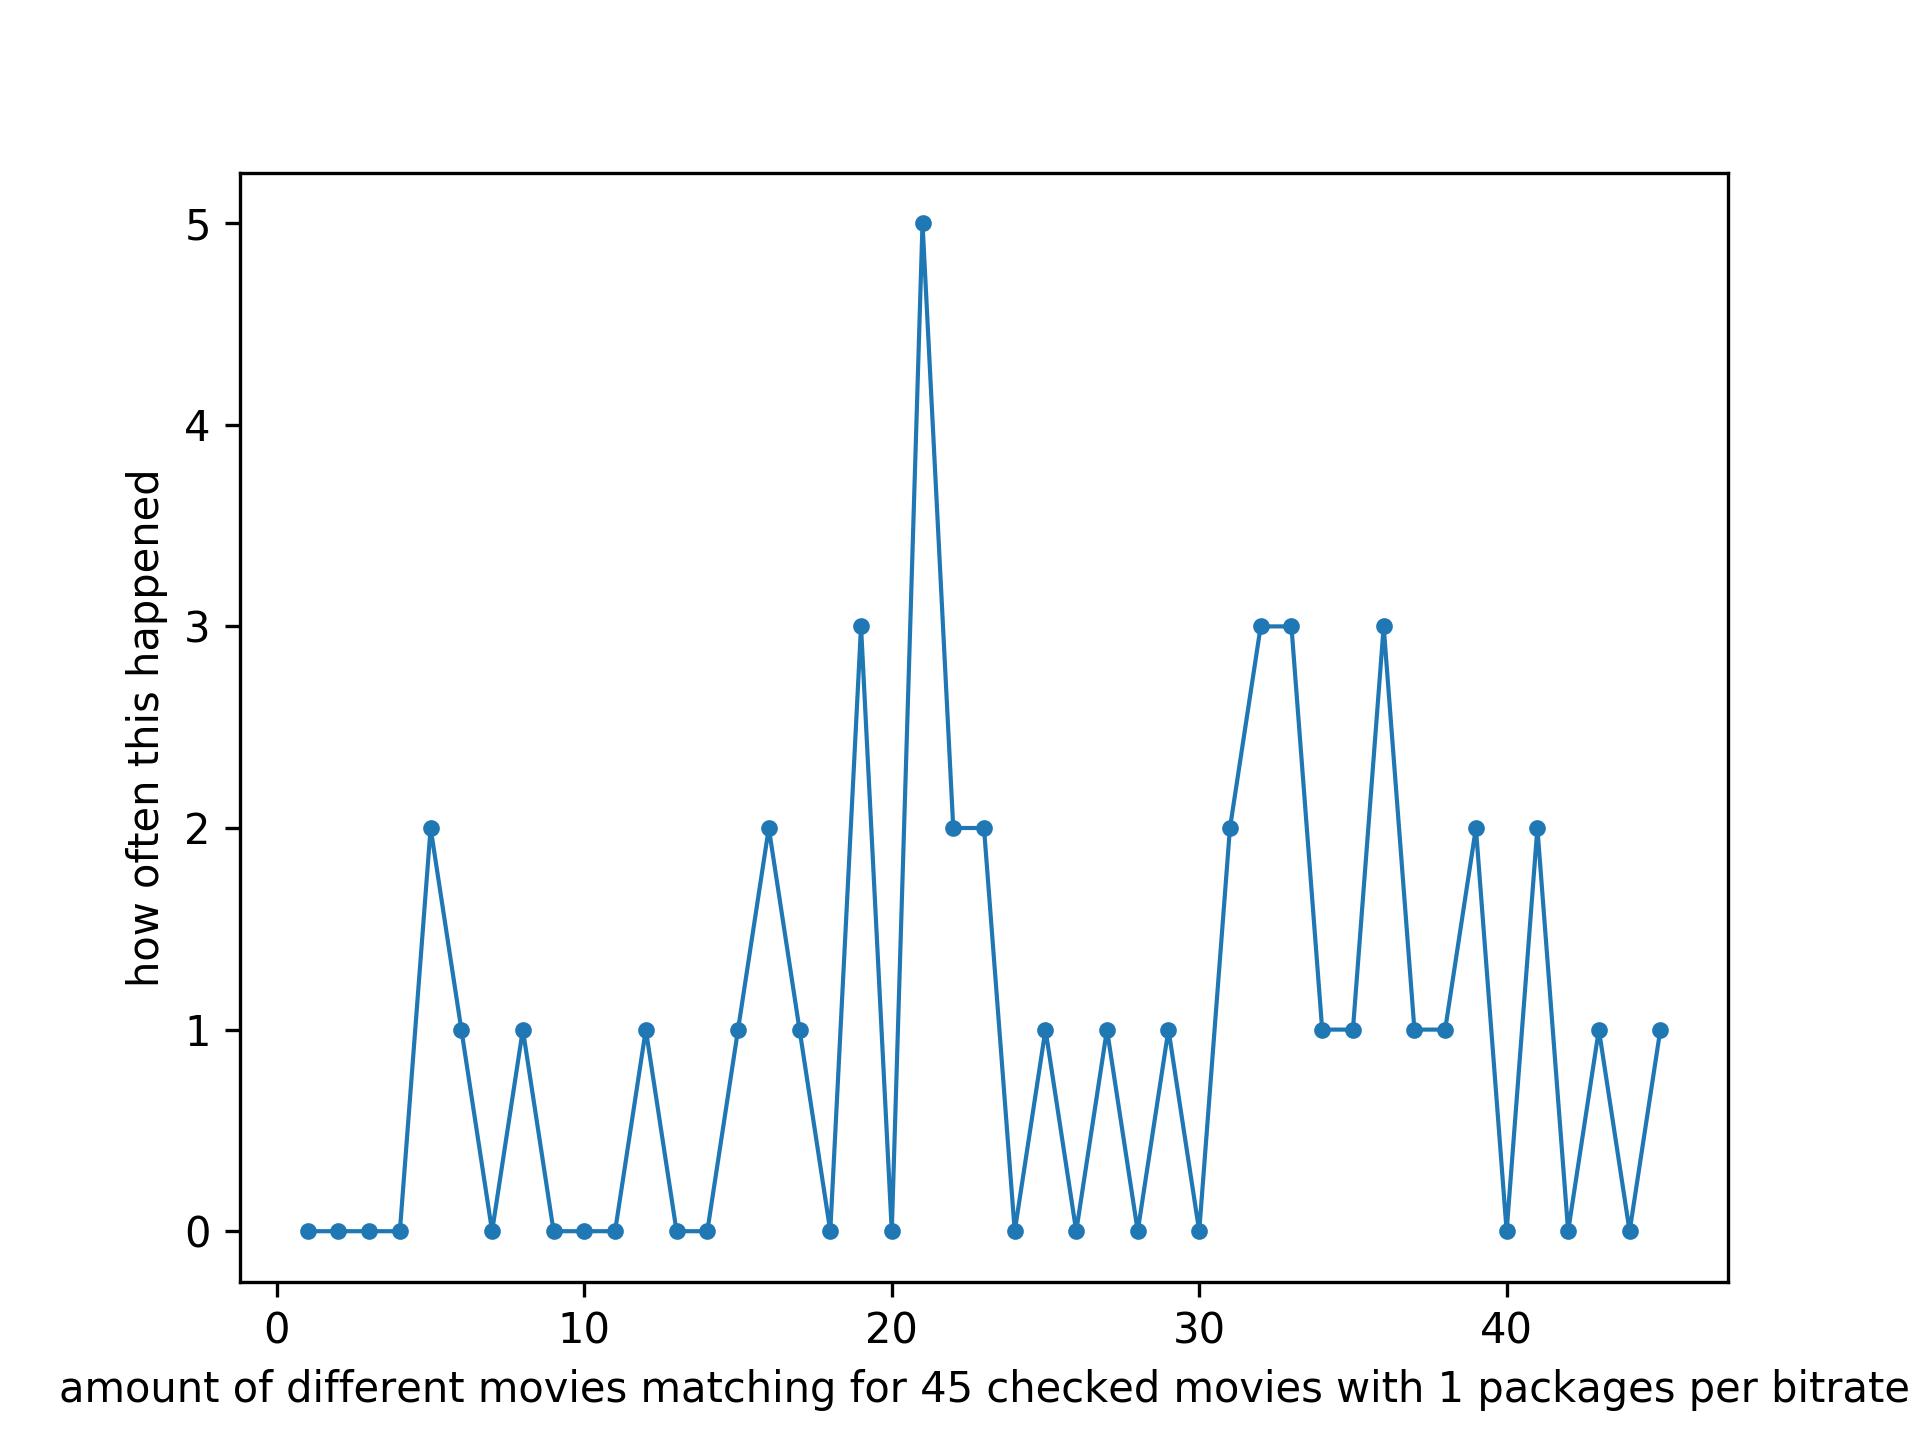 5
4
3
2
1
0
how often this happened
0 10 20 30 40
amount of different movies matching for 45 checked movies with 1 packages per bitrate